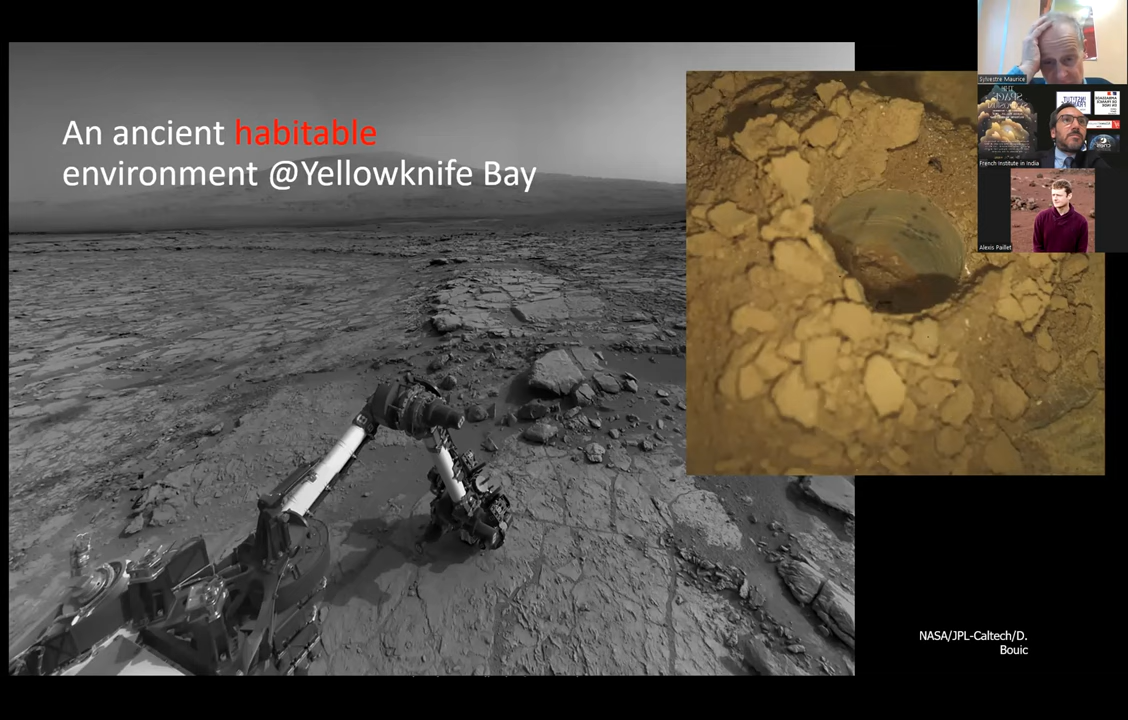 An ancient habitable
environment @Yellowknife Bay
NASA/JPL-Caltech/D.
Bouic
Sylvestre Maurice
French Institute in India
Alexis Paillet